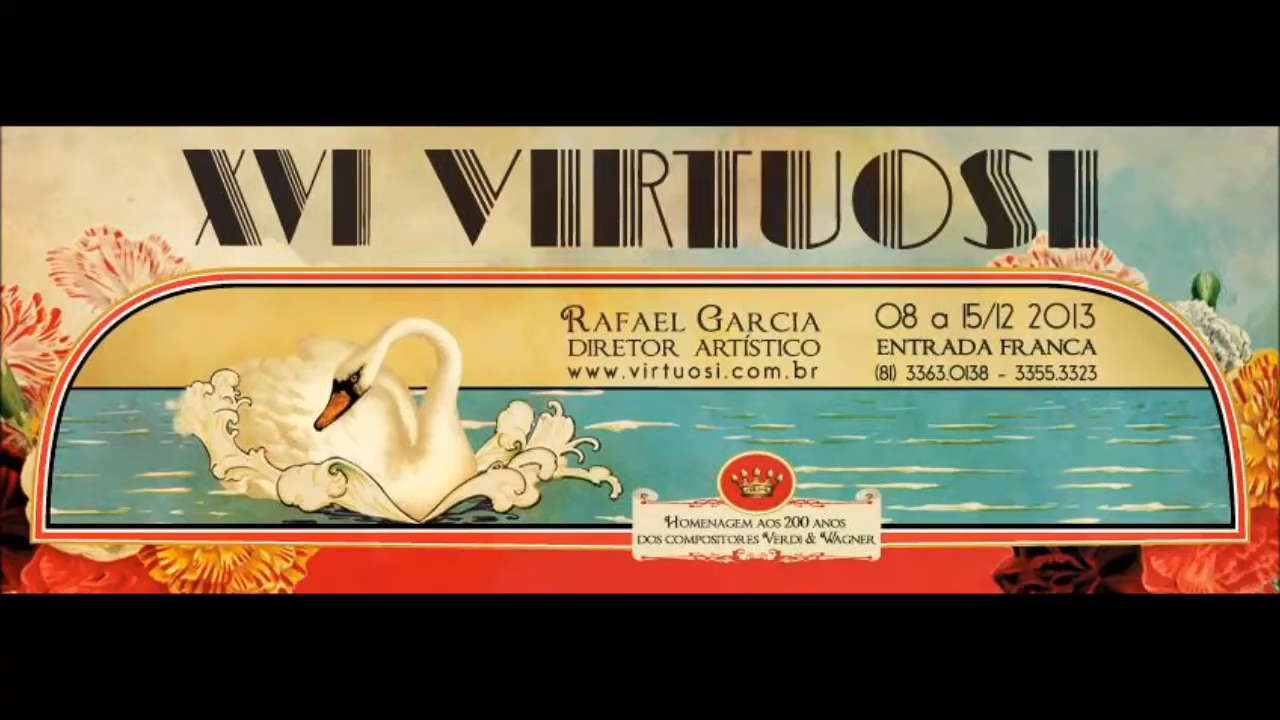 XVI VIRTUOSI
RAFAEL GARCIA
DIRETOR ARTÍSTICO
www.virtuosi.com.br
08 a 15/12 2013
ENTRADA FRANCA
(81) 3363.0138 - 3355.3323
HOMENAGEM AOS 200 ANOS
DOS COMPOSITORES VERDI & WAGNER